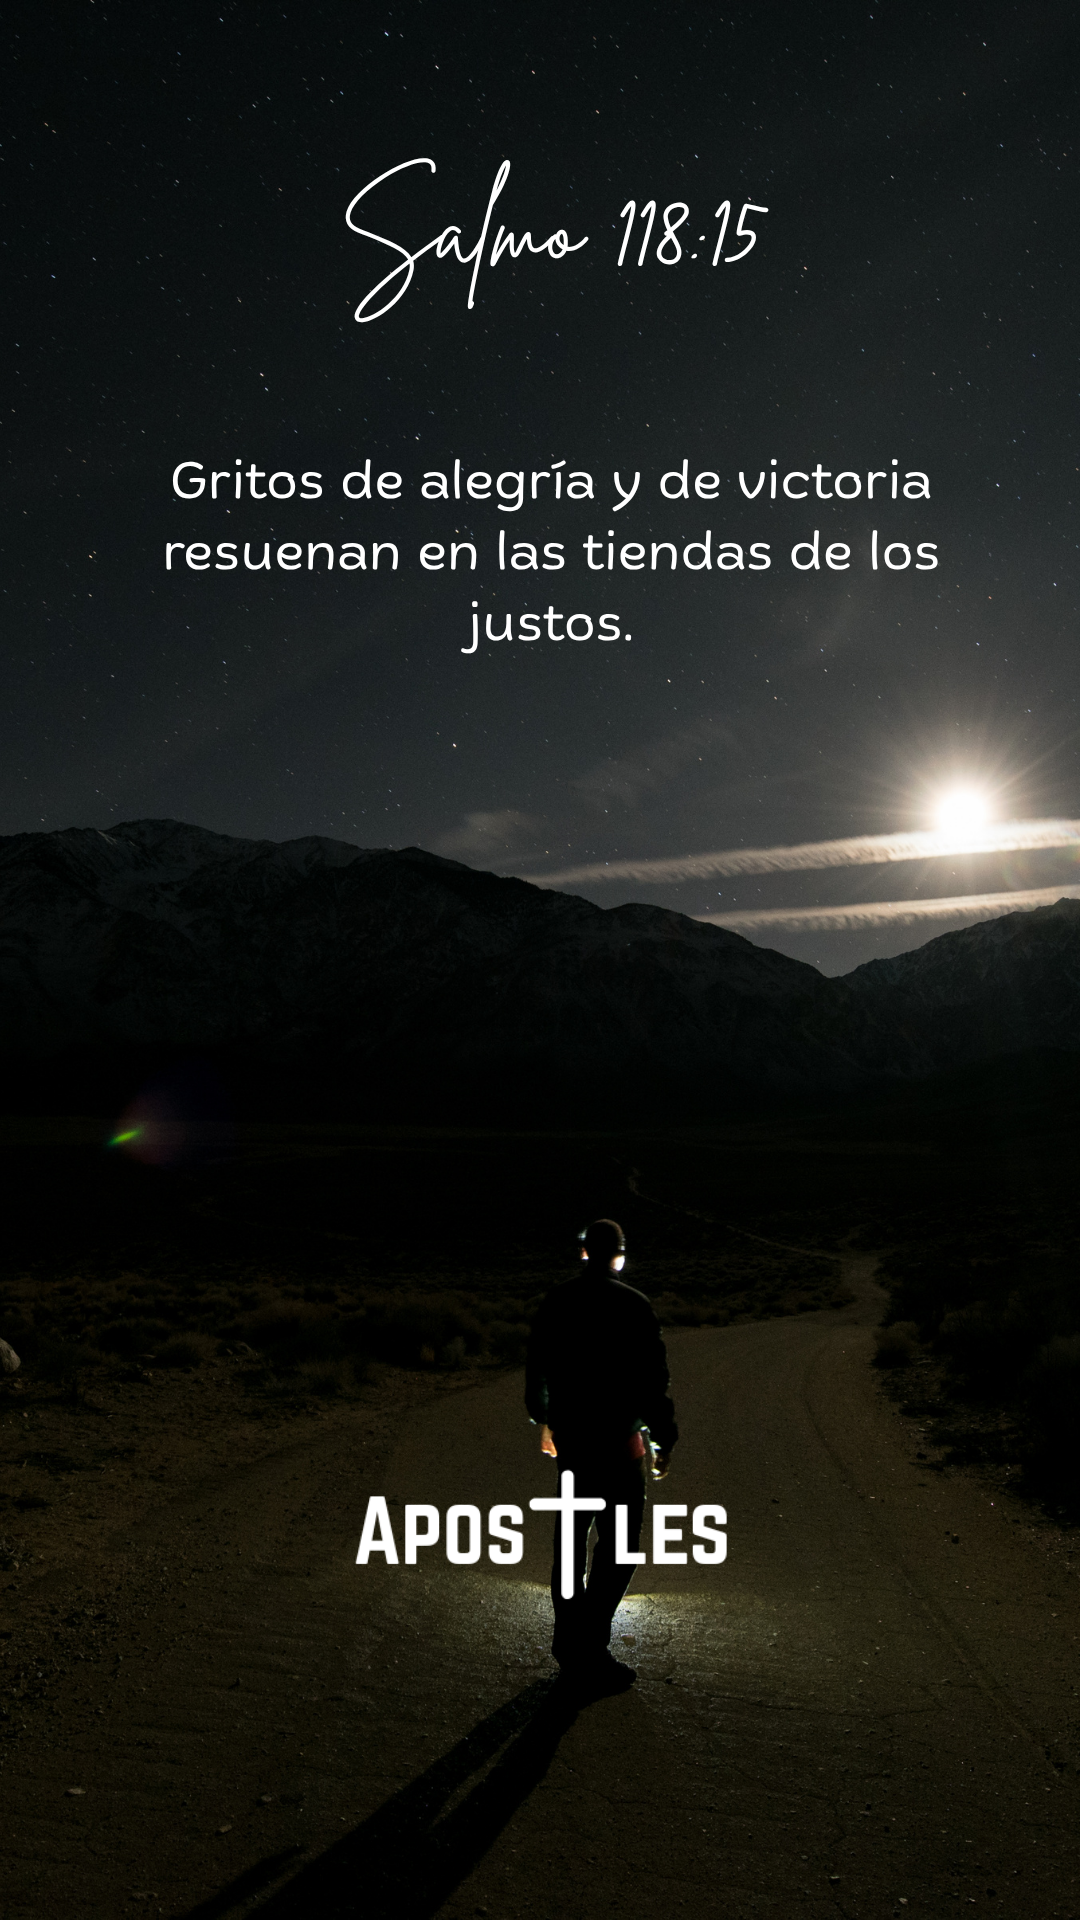 Salmo 118:15
Gritos de alegría y de victoria
resuenan en las tiendas de los
justos.
APOSTLES